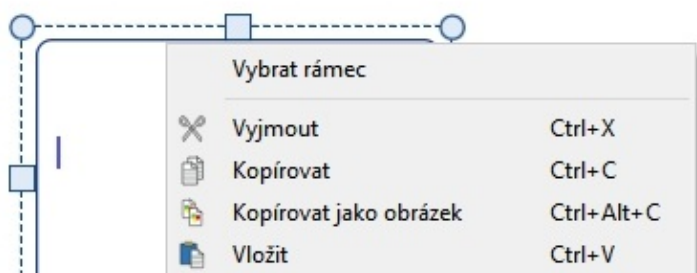 Vybrat rámec
Vyjmout Ctrl+X
Kopírovat Ctrl+C
Kopírovat jako obrázek Ctrl+Alt+C
Vložit Ctrl+V